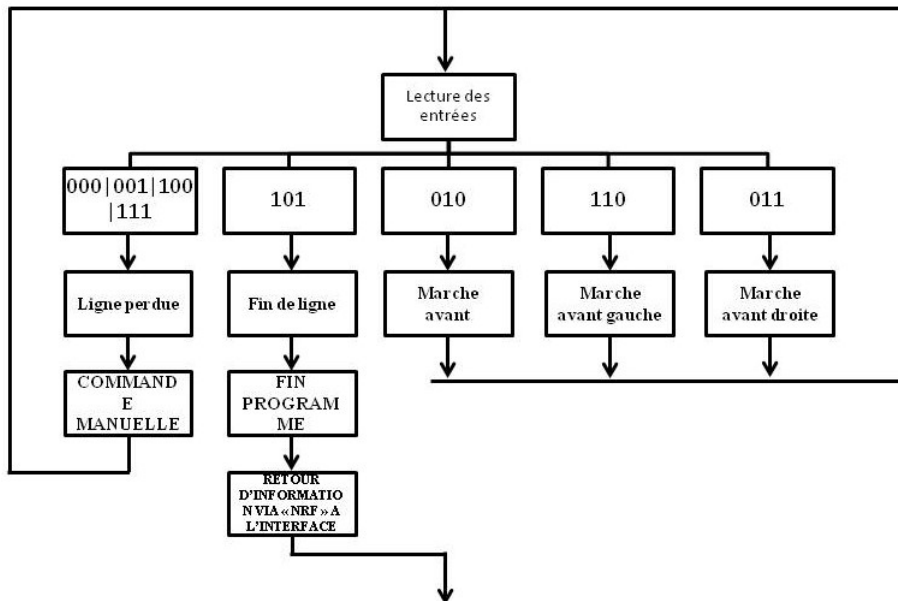 Lecture des
entrées
000|001|100
|111
101
010
110
011
Ligne perdue
Fin de ligne
Marche
avant
Marche
avant gauche
Marche
avant droite
COMMAND
E
MANUELLE
FIN
PROGRAM
ME
RETOUR
D'INFORMATIO
N VIA « NRF » A
L'INTERFACE